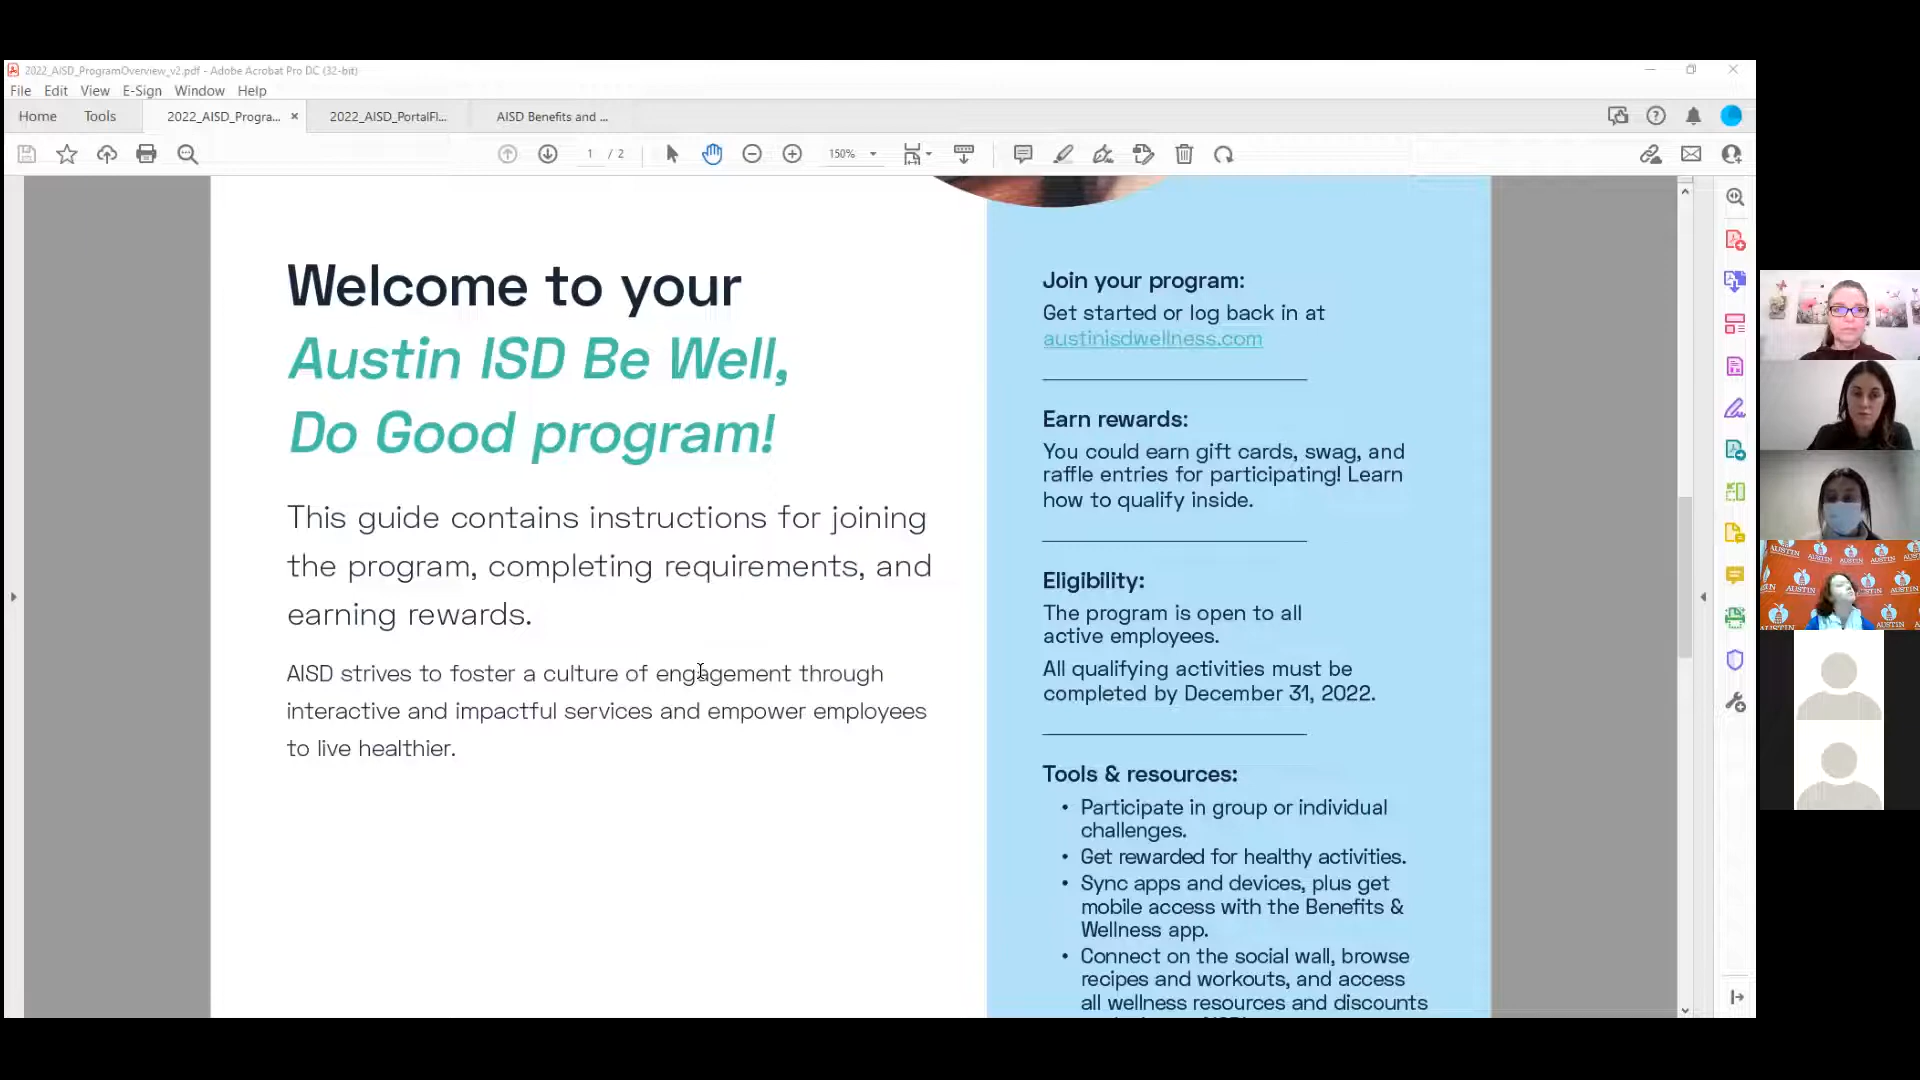 2022_AISD_ProgramOverview_v2.pdf - Adobe Acrobat Pro DC (32-bit)
File Edit View E-Sign Window Help
Home Tools 2022_AISD_Progra... × 2022_AISD_PortalFl... AISD Benefits and ...
1 / 2 150%
Welcome to your
Austin ISD Be Well,
Do Good program!
This guide contains instructions for joining
the program, completing requirements, and
earning rewards.
AISD strives to foster a culture of engagement through
interactive and impactful services and empower employees
to live healthier.
Join your program:
Get started or log back in at
austinisdwellness.com
Earn rewards:
You could earn gift cards, swag, and
raffle entries for participating! Learn
how to qualify inside.
Eligibility:
The program is open to all
active employees.
All qualifying activities must be
completed by December 31, 2022.
Tools & resources:
• Participate in group or individual
challenges.
• Get rewarded for healthy activities.
• Sync apps and devices, plus get
mobile access with the Benefits &
Wellness app.
• Connect on the social wall, browse
recipes and workouts, and access
all wellness resources and discounts
AUSTIN
AUSTIN
AUSTIN